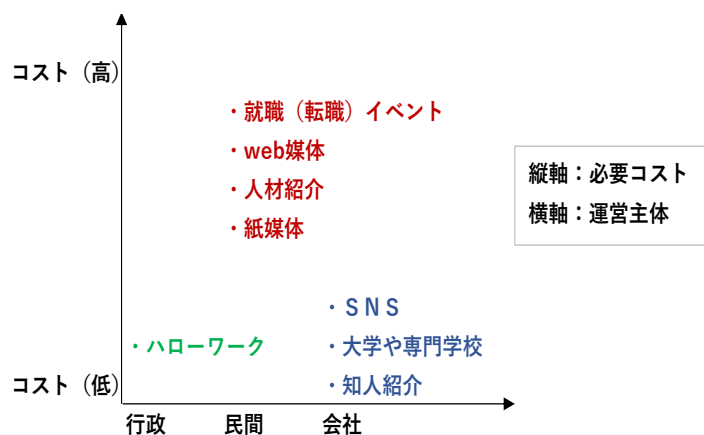 コスト（高）
・就職（転職）イベント
・web媒体
・人材紹介
・紙媒体
縦軸：必要コスト
横軸：運営主体
・ＳＮＳ
・ハローワーク
・大学や専門学校
・知人紹介
コスト（低）
行政
民間
会社